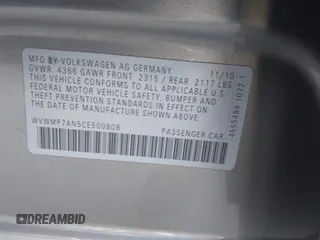 MFD BY VOLKSWAGEN AG GERMANY 11/10
GVWR 4366 GAWR FRONT 2315 / REAR 2117 LBS
THIS VEHICLE CONFORMS TO ALL APPLICABLE
FEDERAL MOTOR VEHICLE SAFETY, BUMPER AND THEFT
PREVENTION STANDARDS IN EFFECT ON THE DATE OF
MANUFACTURE SHOWN ABOVE.
WVWMP7AN5CE500808 PASSENGER CAR
DREAMBID
dreambid.com